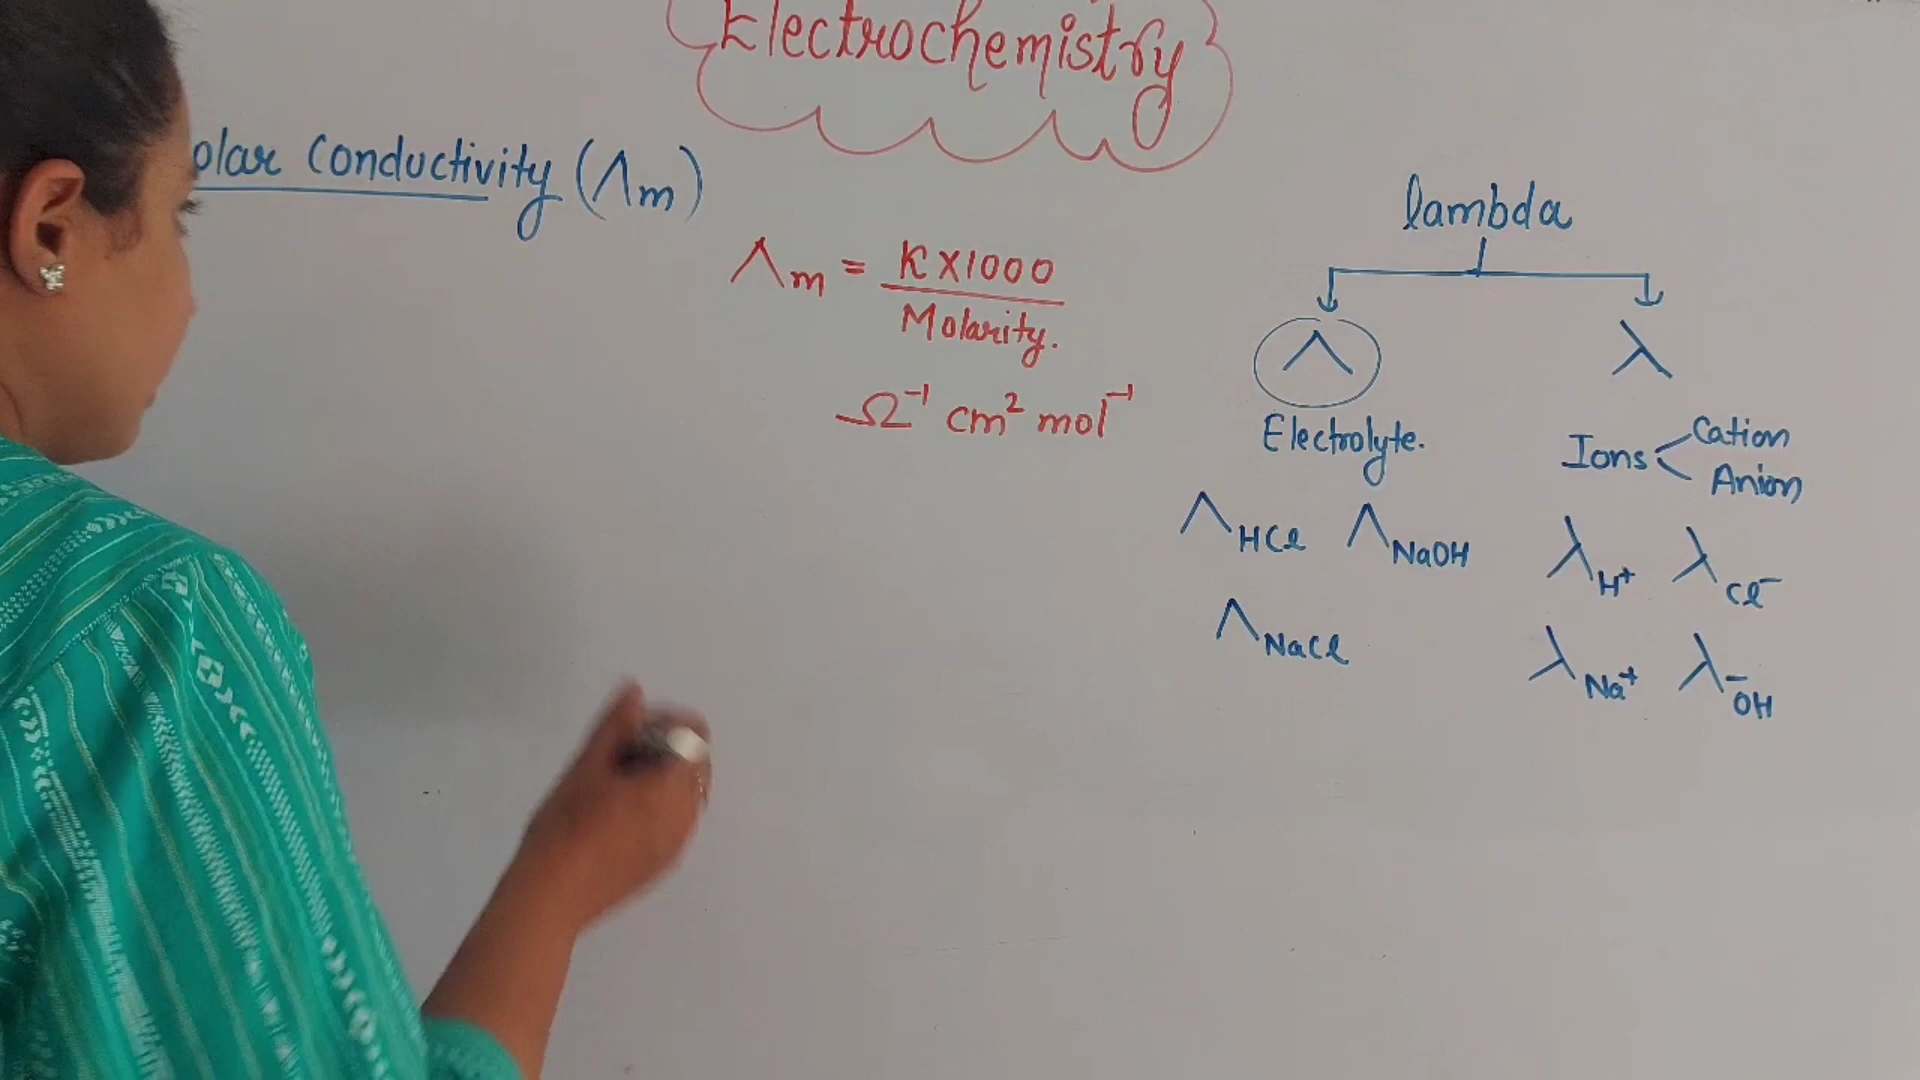 Electrochemistry
olar Conductivity (Λm)
Λm = K X 1000 / Molarity.
Ω⁻¹ cm² mol⁻¹
lambda
Λ λ
Electrolyte. Ions Cation
Anion
ΛHCl ΛNaOH λH⁺ λCl⁻
ΛNaCl λNa⁺ λ⁻OH